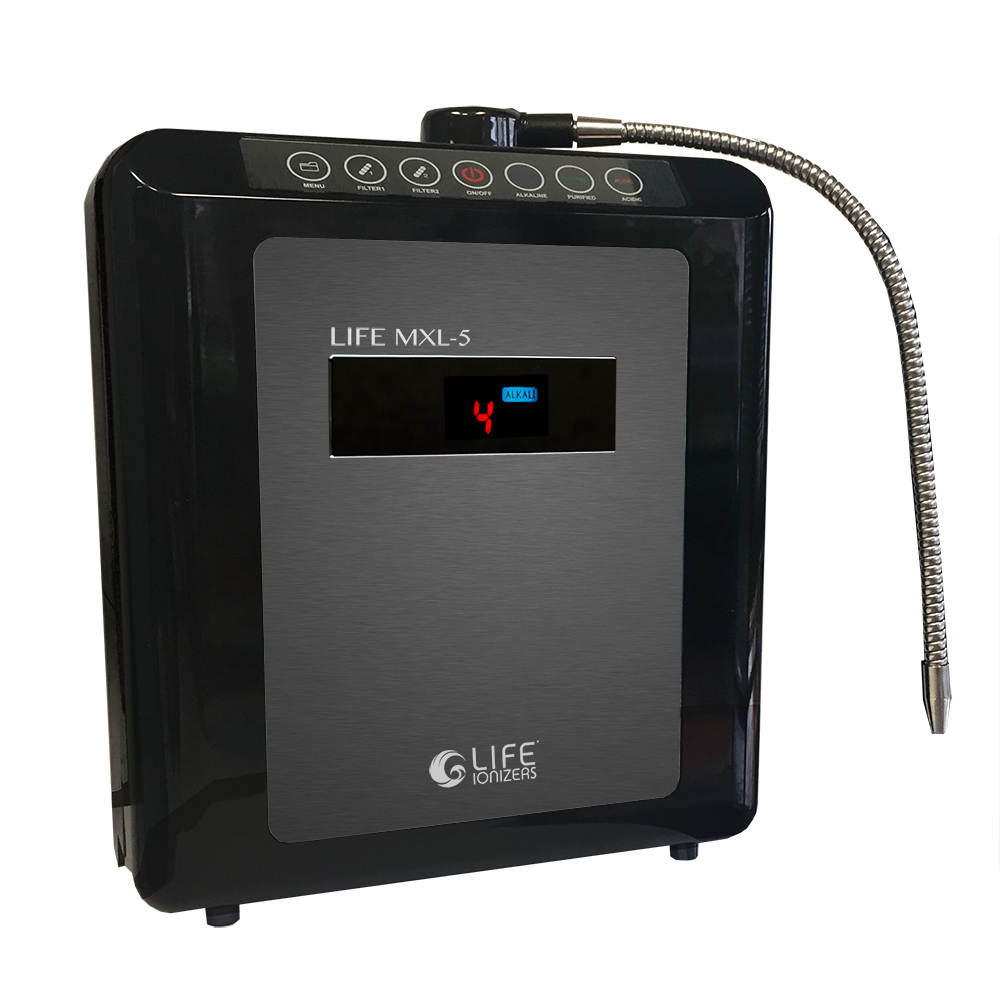 MENU FILTER1 FILTER2 ON/OFF ALKALINE PURIFIED ACIDIC
LIFE MXL-5
ALKALI
4
LIFE
IONIZERS